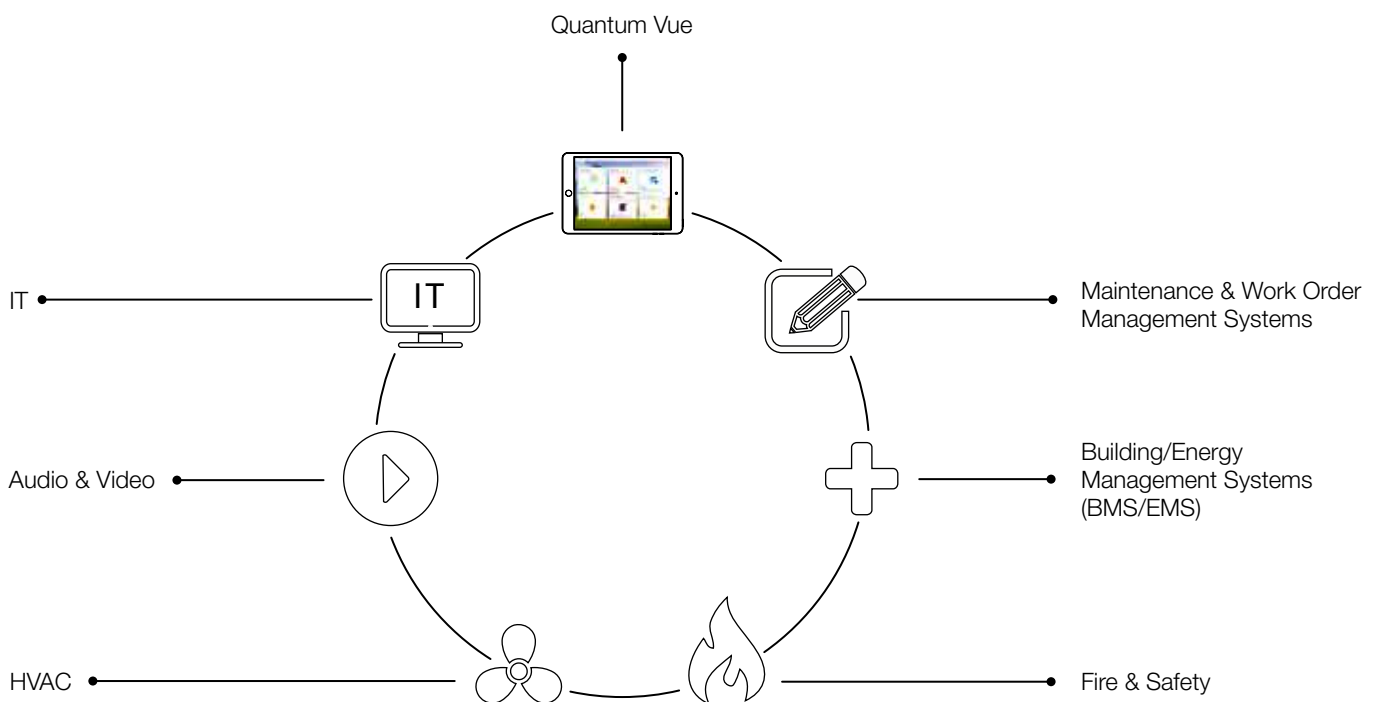 Quantum Vue
IT
IT
Maintenance & Work Order
Management Systems
Audio & Video
Building/Energy
Management Systems
(BMS/EMS)
HVAC
Fire & Safety